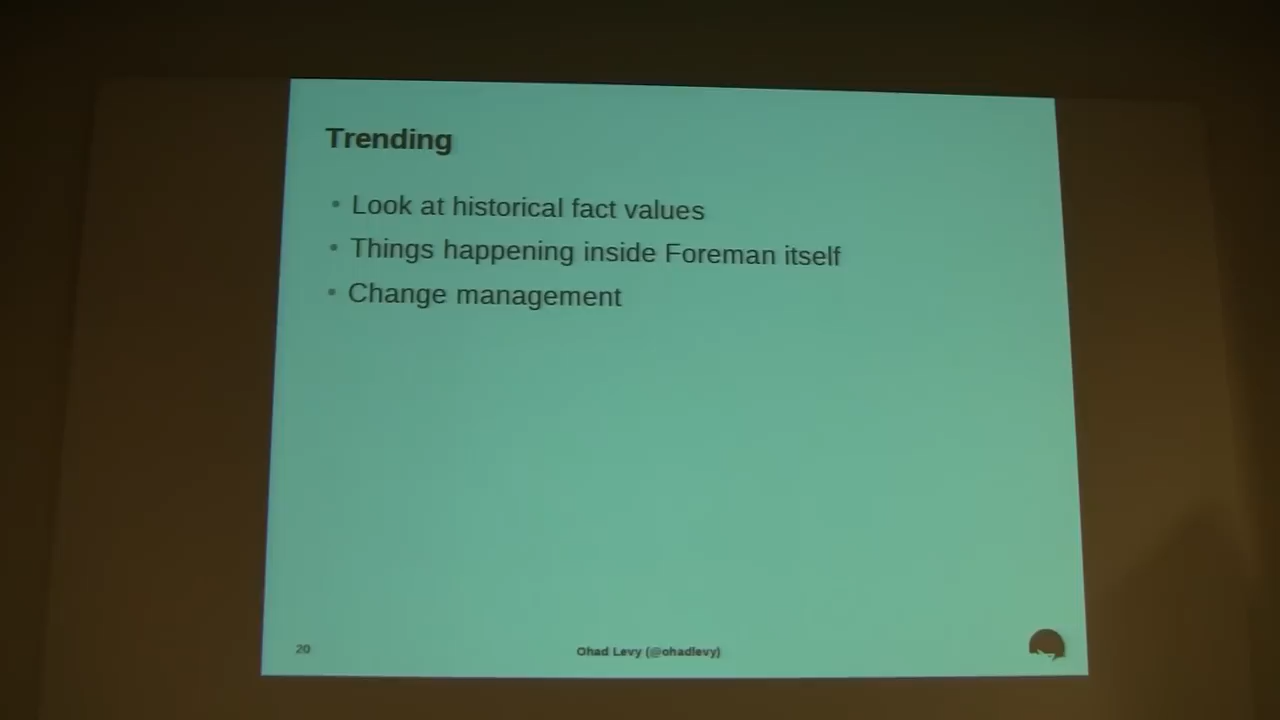 Trending
• Look at historical fact values
• Things happening inside Foreman itself
• Change management
20
Ohad Levy (@ohadlevy)